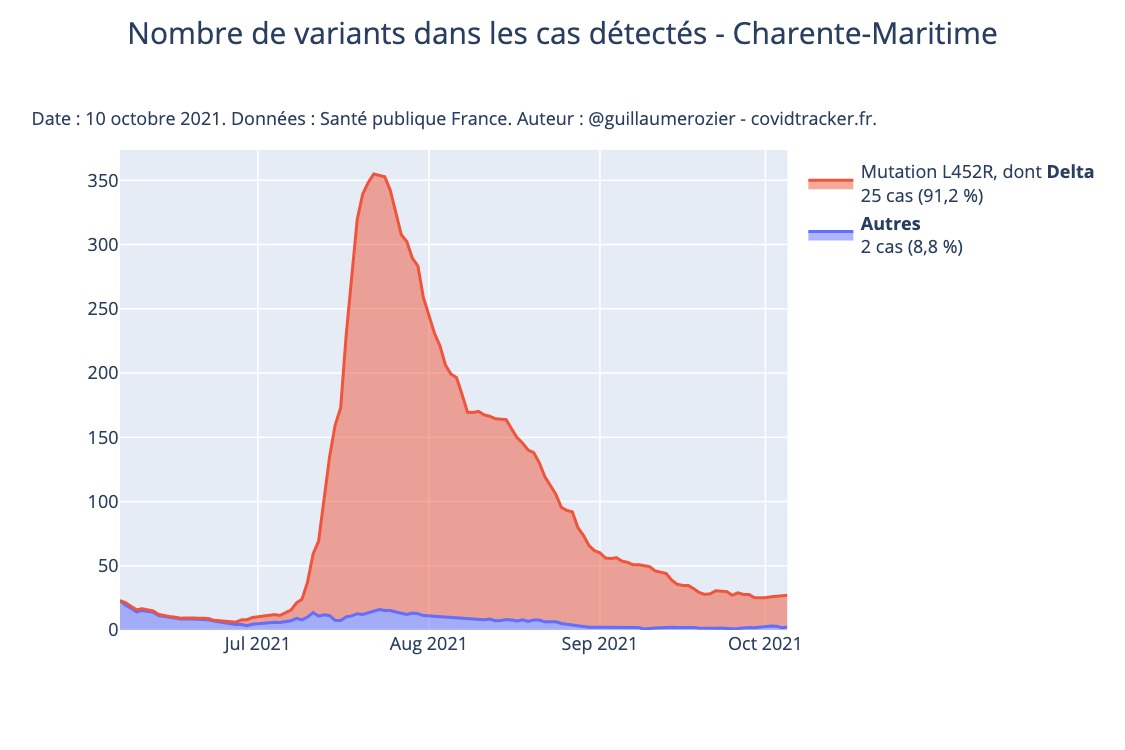 Nombre de variants dans les cas détectés - Charente-Maritime
Date : 10 octobre 2021. Données : Santé publique France. Auteur : @guillaumerozier - covidtracker.fr.
Mutation L452R, dont Delta
25 cas (91,2 %)
Autres
2 cas (8,8 %)
350
300
250
200
150
100
50
0
Jul 2021
Aug 2021
Sep 2021
Oct 2021